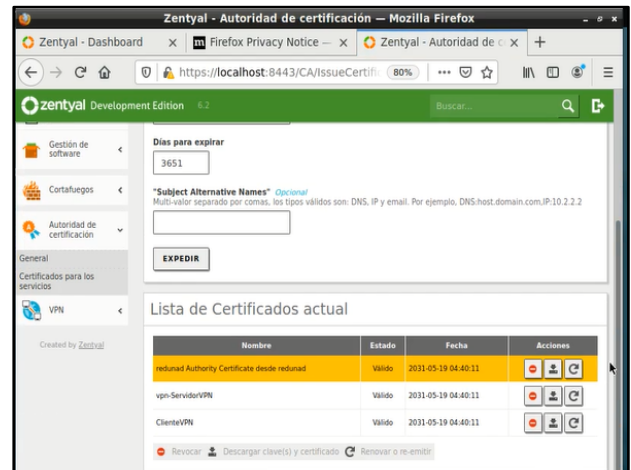 Zentyal - Autoridad de certificación — Mozilla Firefox
Zentyal - Dashboard
Firefox Privacy Notice —
Zentyal - Autoridad de c
https://localhost:8443/CA/IssueCertifi
80%
zentyal Development Edition 6.2
Buscar...
Gestión de software
Cortafuegos
Autoridad de certificación
General
Certificados para los servicios
VPN
Created by Zentyal
Días para expirar
3651
"Subject Alternative Names" Opcional
Multi-valor separado por comas, los tipos válidos son: DNS, IP y email. Por ejemplo, DNS:host.domain.com,IP:10.2.2.2
EXPEDIR
Lista de Certificados actual
Nombre Estado Fecha Acciones
redunad Authority Certificate desde redunad Válido 2031-05-19 04:40:11
vpn-ServidorVPN Válido 2031-05-19 04:40:11
ClienteVPN Válido 2031-05-19 04:40:11
Revocar Descargar clave(s) y certificado Renovar o re-emitir